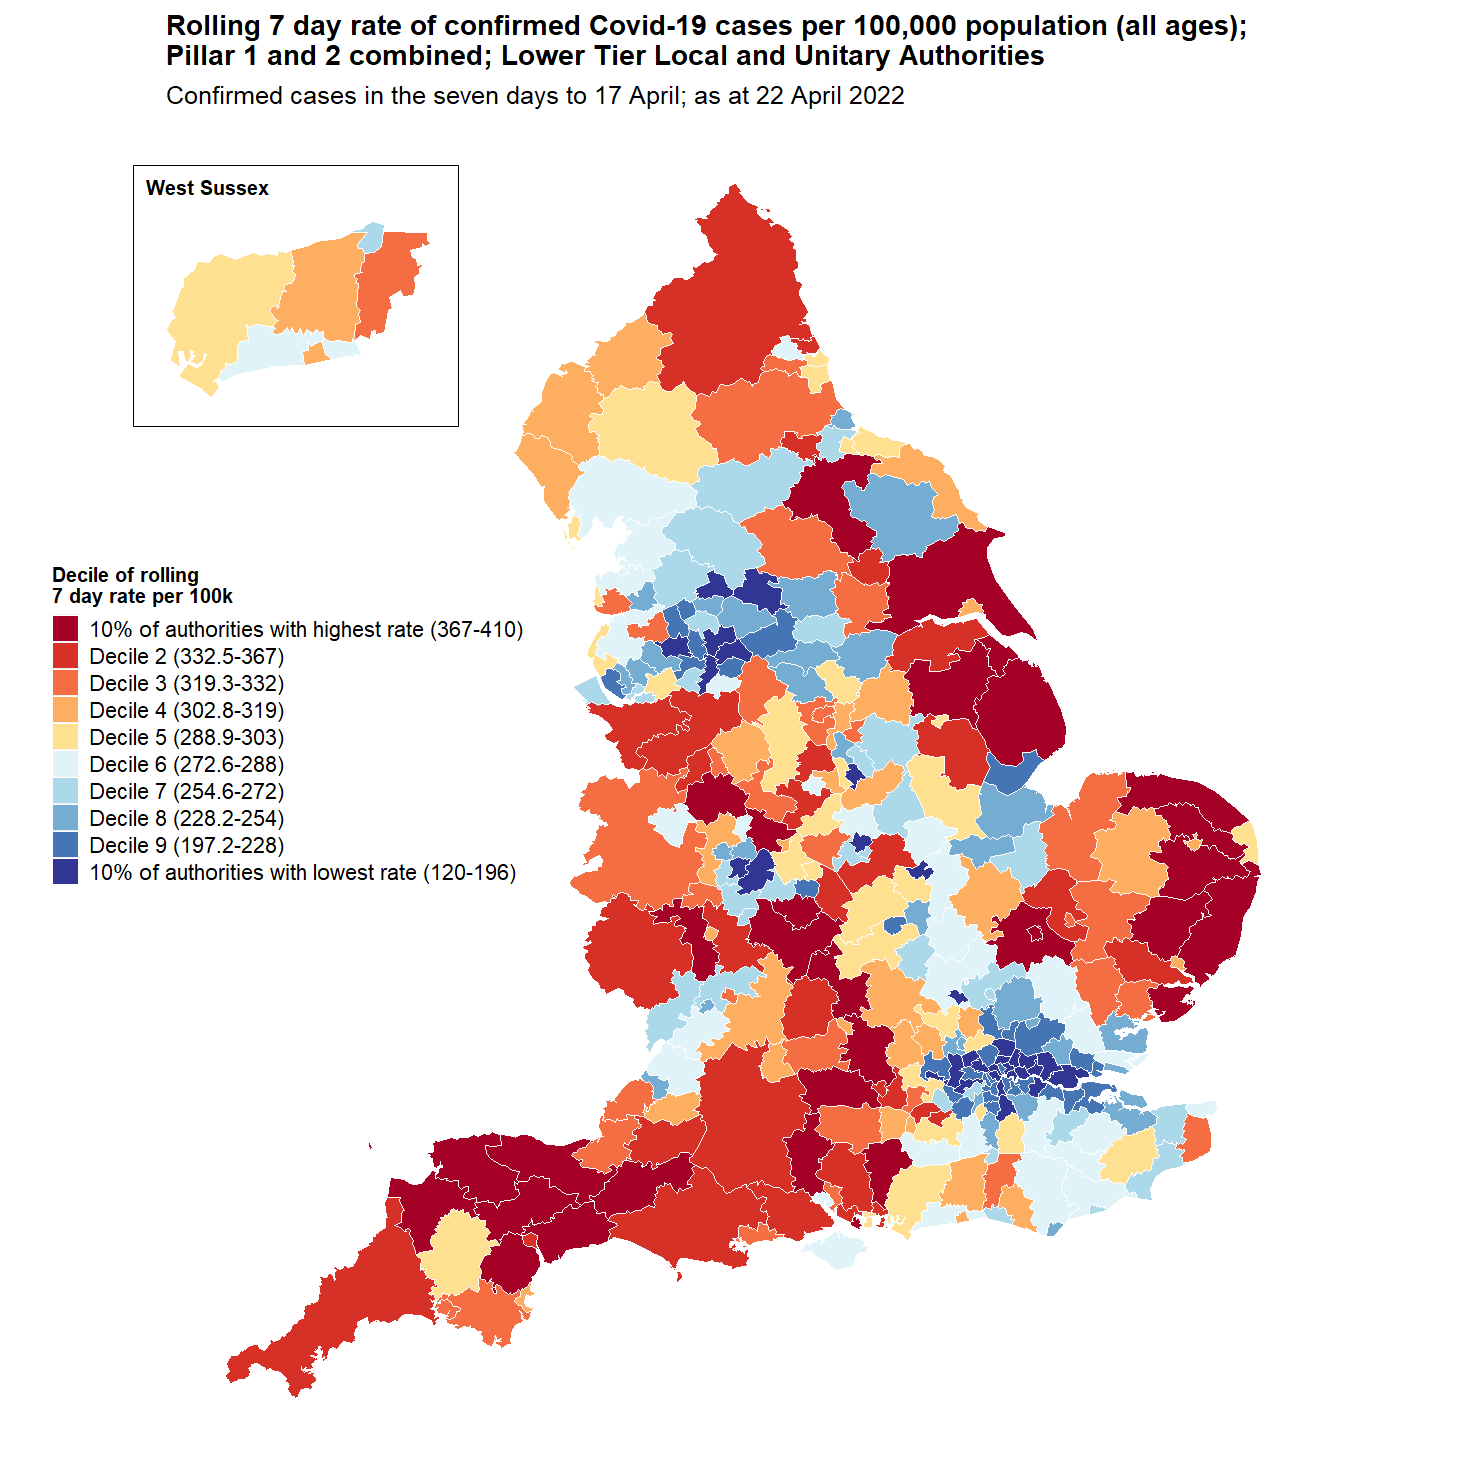 Rolling 7 day rate of confirmed Covid-19 cases per 100,000 population (all ages);
Pillar 1 and 2 combined; Lower Tier Local and Unitary Authorities
Confirmed cases in the seven days to 17 April; as at 22 April 2022
West Sussex
Decile of rolling
7 day rate per 100k
10% of authorities with highest rate (367-410)
Decile 2 (332.5-367)
Decile 3 (319.3-332)
Decile 4 (302.8-319)
Decile 5 (288.9-303)
Decile 6 (272.6-288)
Decile 7 (254.6-272)
Decile 8 (228.2-254)
Decile 9 (197.2-228)
10% of authorities with lowest rate (120-196)